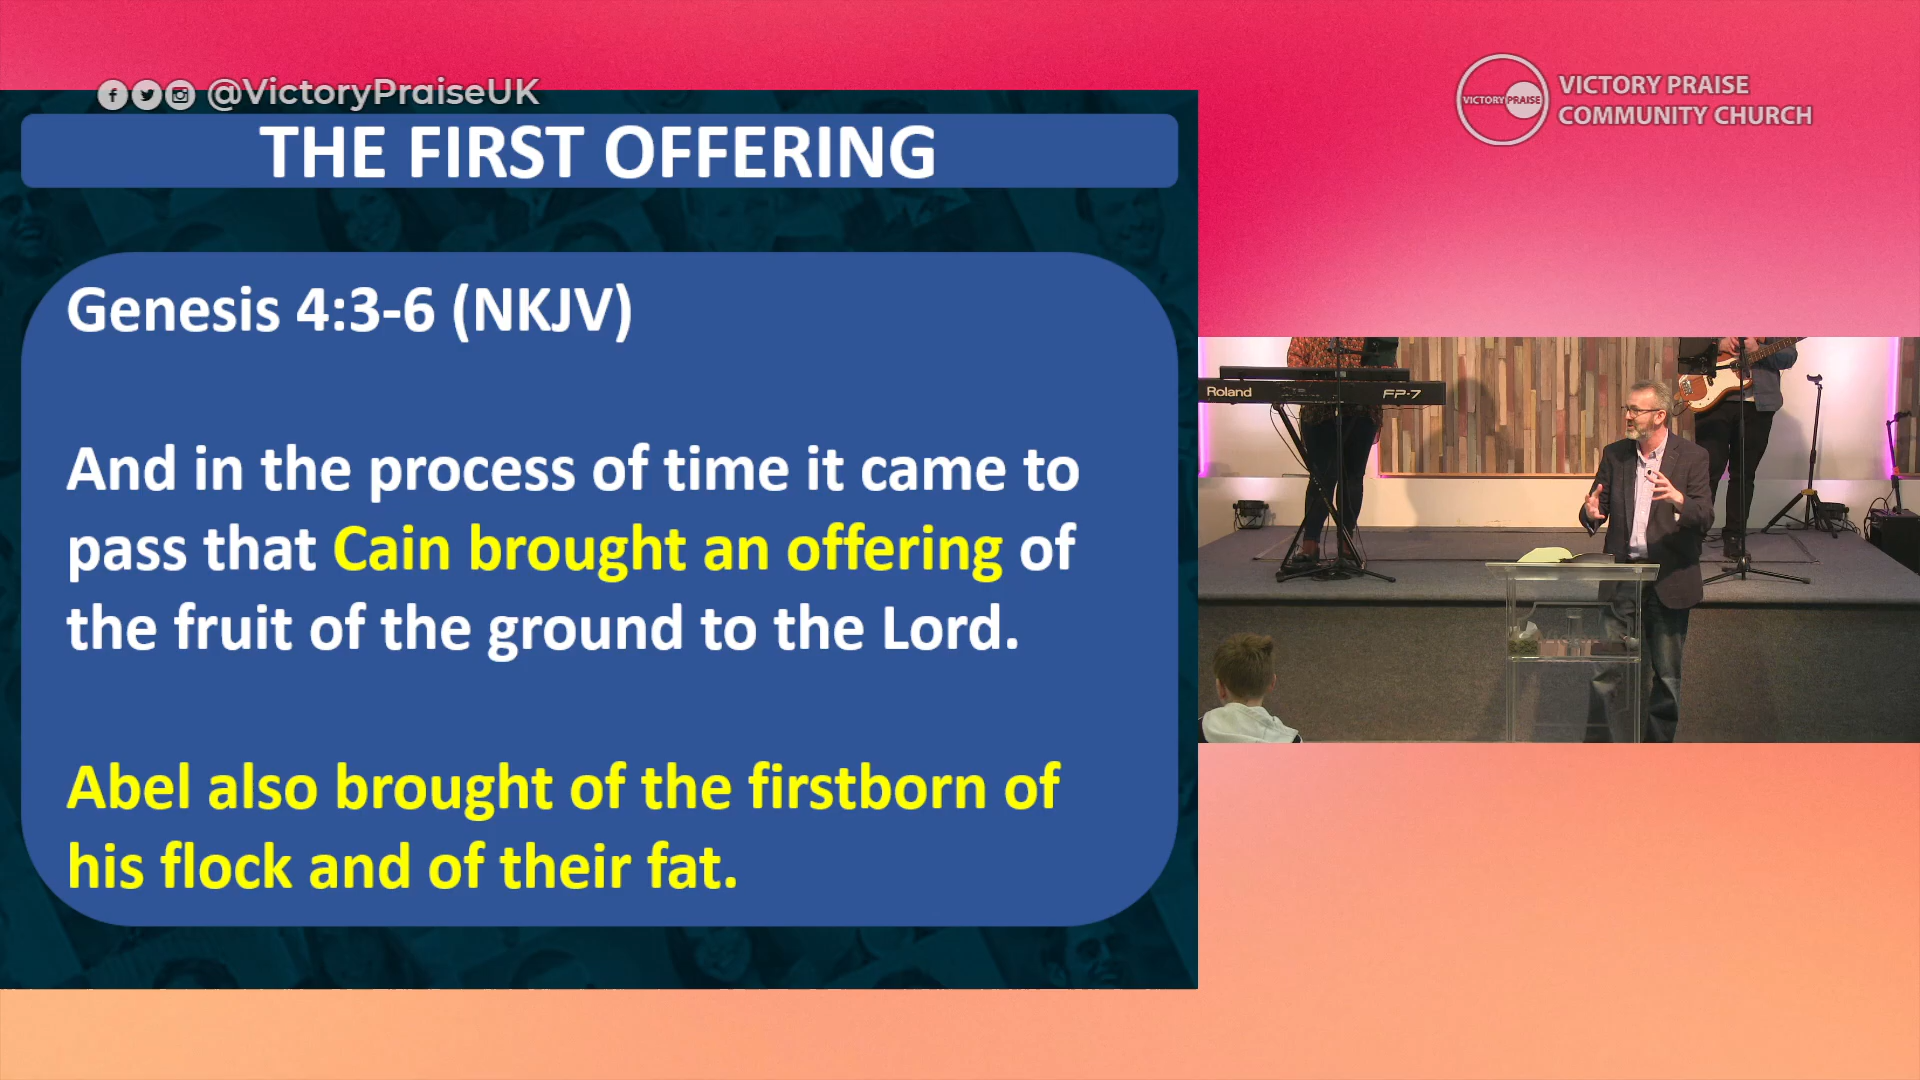 @VictoryPraiseUK
VICTORY PRAISE
VICTORY PRAISE
COMMUNITY CHURCH
THE FIRST OFFERING
Genesis 4:3-6 (NKJV)
And in the process of time it came to
pass that Cain brought an offering of
the fruit of the ground to the Lord.
Abel also brought of the firstborn of
his flock and of their fat.
Roland
FP-7